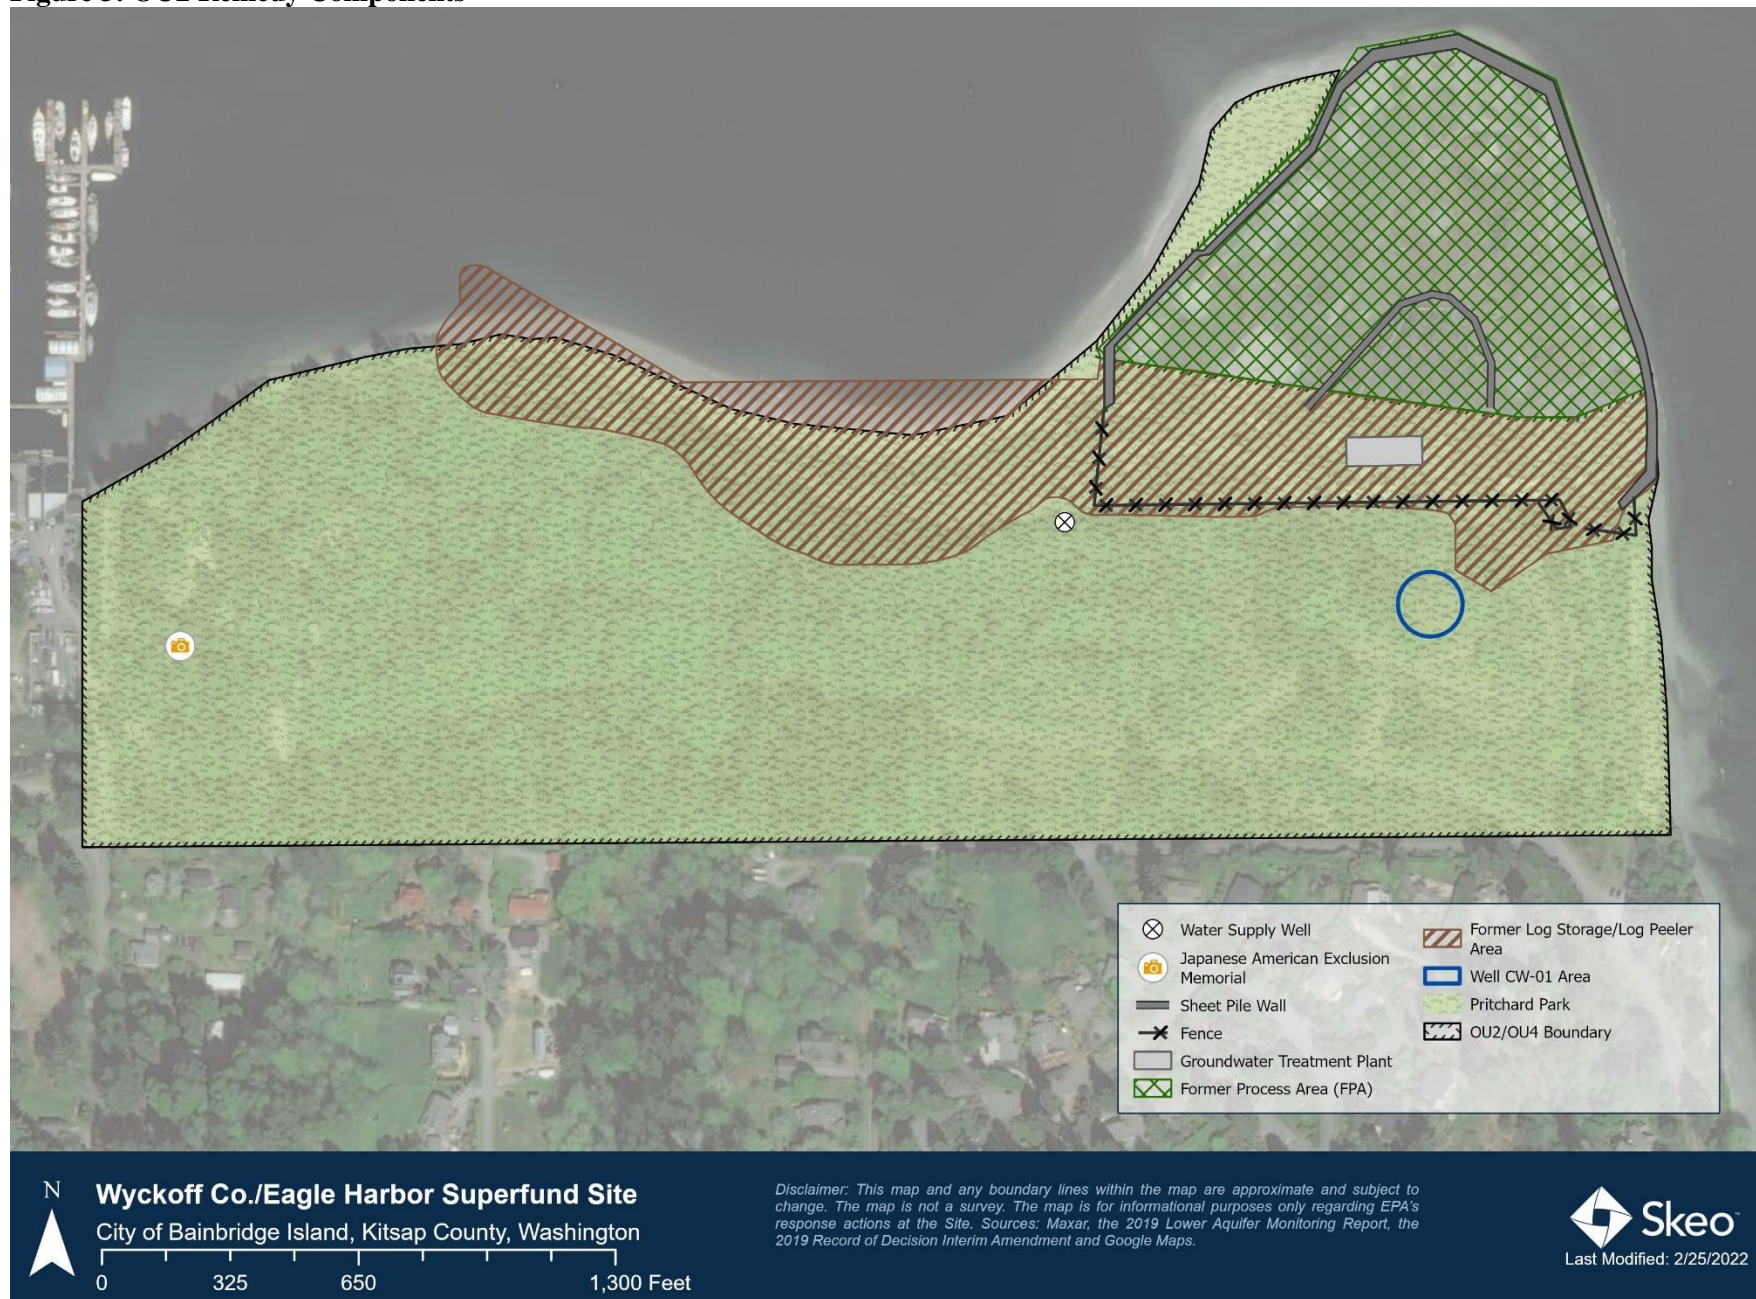 Water Supply Well
Japanese American Exclusion
Memorial
Sheet Pile Wall
Fence
Groundwater Treatment Plant
Former Process Area (FPA)
Former Log Storage/Log Peeler
Area
Well CW-01 Area
Pritchard Park
OU2/OU4 Boundary
N
Wyckoff Co./Eagle Harbor Superfund Site
City of Bainbridge Island, Kitsap County, Washington
0 325 650 1,300 Feet
Disclaimer: This map and any boundary lines within the map are approximate and subject to
change. The map is not a survey. The map is for informational purposes only regarding EPA's
response actions at the Site. Sources: Maxar, the 2019 Lower Aquifer Monitoring Report, the
2019 Record of Decision Interim Amendment and Google Maps.
Skeo
Last Modified: 2/25/2022